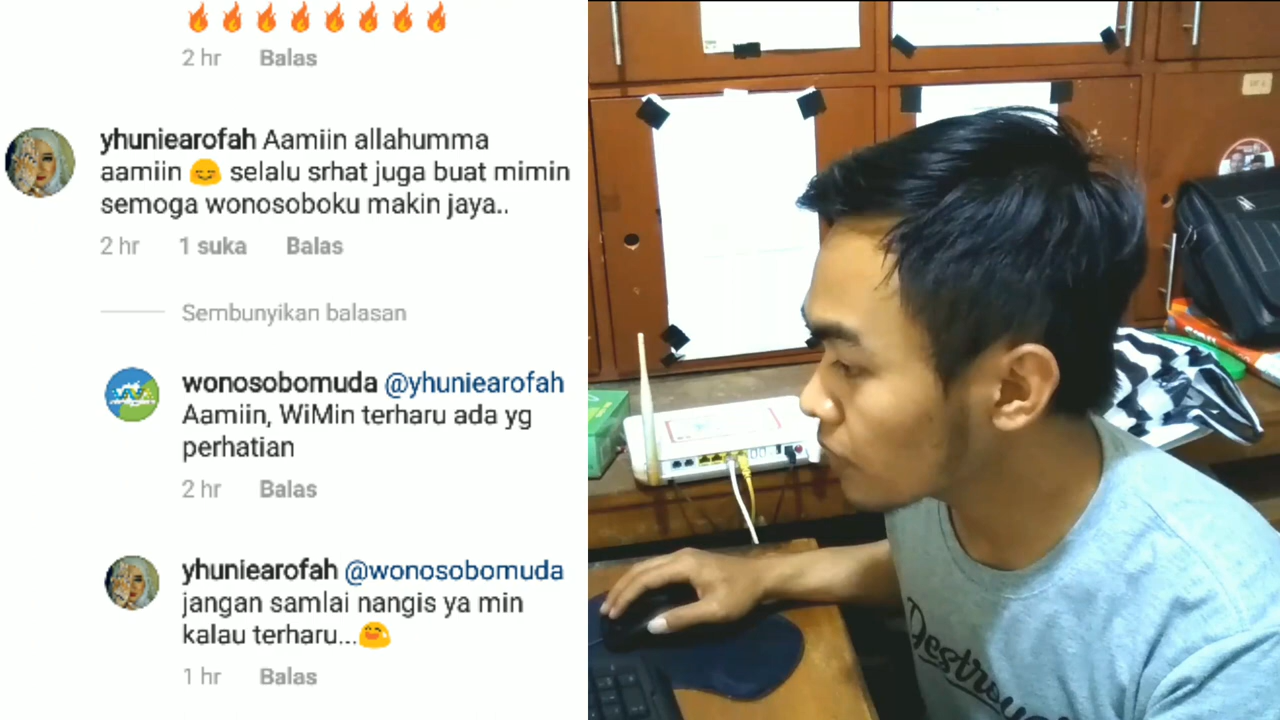 2 hr Balas
yhuniearofah Aamiin allahumma
aamiin 😊 selalu srhat juga buat mimin
semoga wonosoboku makin jaya..
2 hr 1 suka Balas
Sembunyikan balasan
wonosobomuda @yhuniearofah
Aamiin, WiMin terharu ada yg
perhatian
2 hr Balas
yhuniearofah @wonosobomuda
jangan samlai nangis ya min
kalau terharu...😅
1 hr Balas